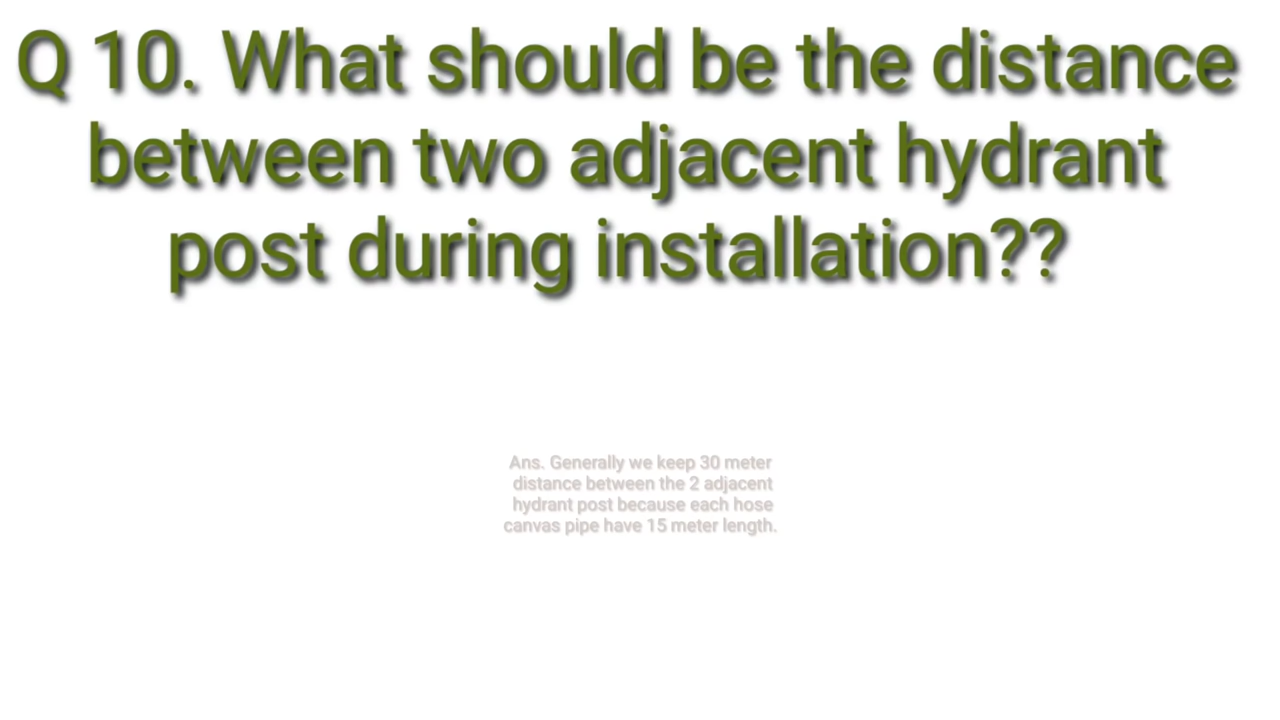 Q 10. What should be the distance
between two adjacent hydrant
post during installation??
Ans. Generally we keep 30 meter
distance between the 2 adjacent
hydrant post because each hose
canvas pipe have 15 meter length.